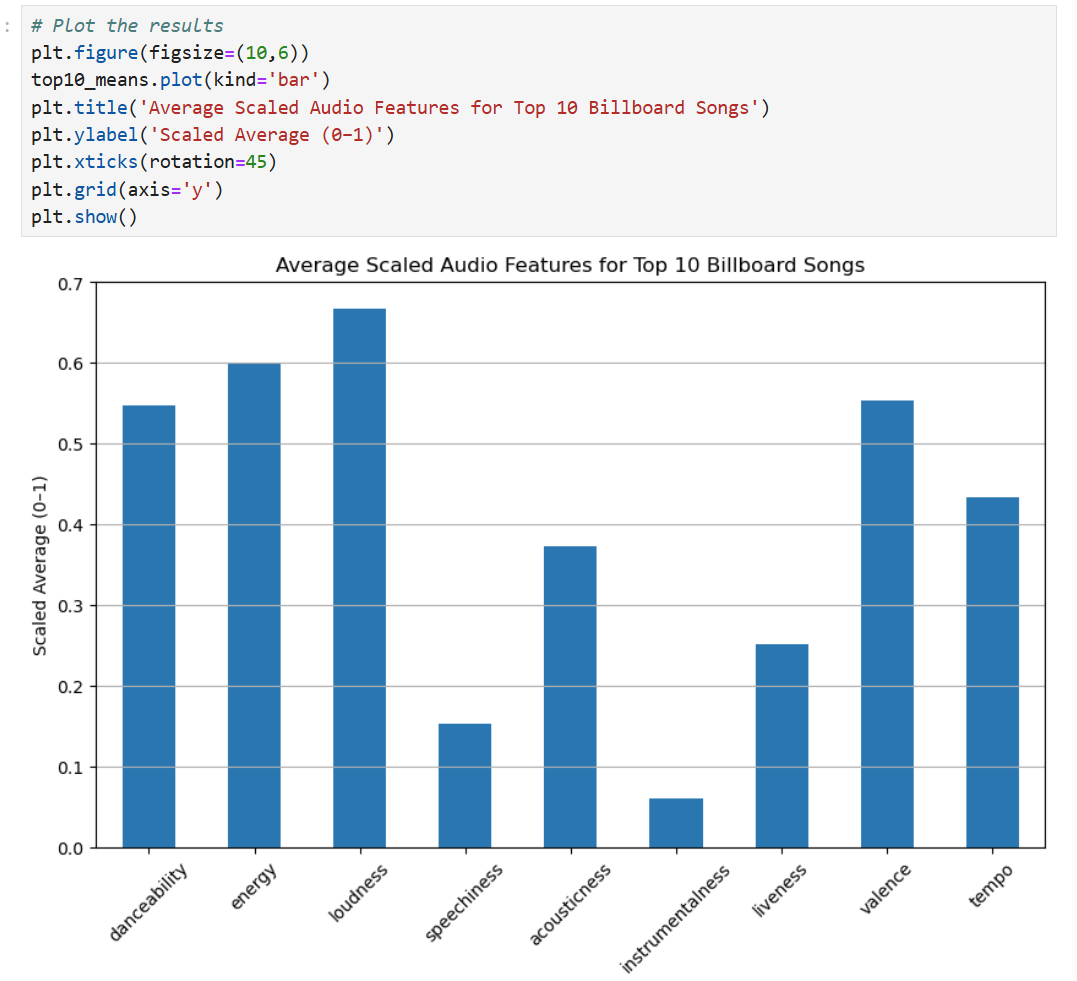 :
# Plot the results
plt.figure(figsize=(10,6))
top10_means.plot(kind='bar')
plt.title('Average Scaled Audio Features for Top 10 Billboard Songs')
plt.ylabel('Scaled Average (0–1)')
plt.xticks(rotation=45)
plt.grid(axis='y')
plt.show()
Average Scaled Audio Features for Top 10 Billboard Songs
0.7
0.6
0.5
0.4
0.3
0.2
0.1
0.0
Scaled Average (0–1)
danceability
energy
loudness
speechiness
acousticness
instrumentalness
liveness
valence
tempo